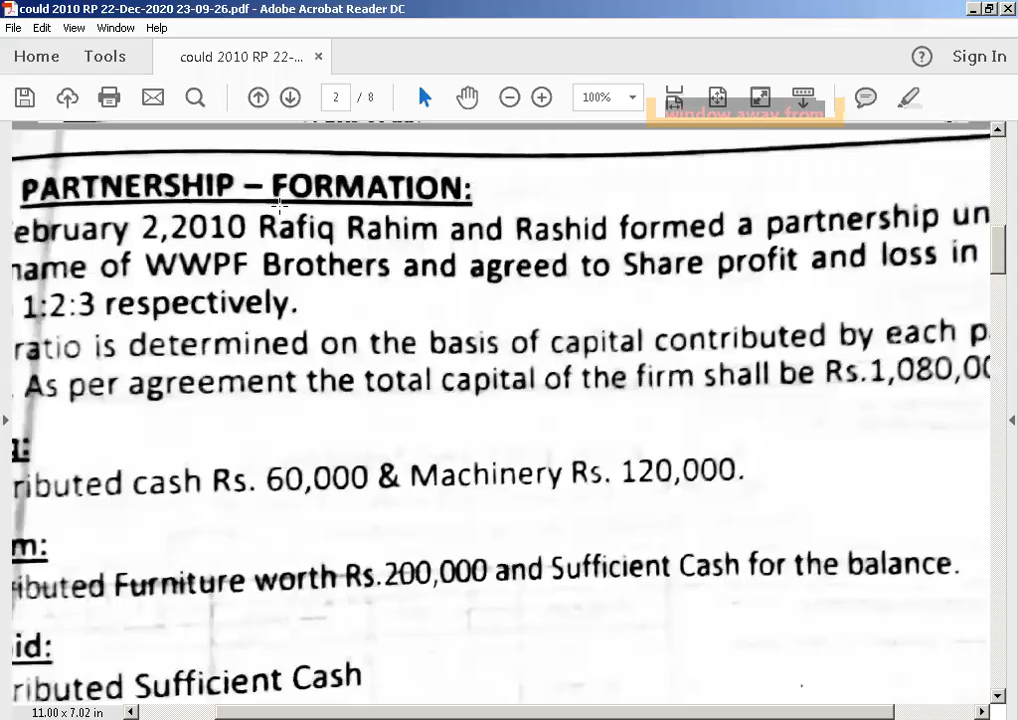 could 2010 RP 22-Dec-2020 23-09-26.pdf - Adobe Acrobat Reader DC
File Edit View Window Help
Home Tools could 2010 RP 22-... × Sign In
2 / 8 100%
window away from
PARTNERSHIP – FORMATION:
ebruary 2,2010 Rafiq Rahim and Rashid formed a partnership un
name of WWPF Brothers and agreed to Share profit and loss in
1:2:3 respectively.
ratio is determined on the basis of capital contributed by each p
. As per agreement the total capital of the firm shall be Rs.1,080,00
q:
ributed cash Rs. 60,000 & Machinery Rs. 120,000.
m:
ributed Furniture worth Rs.200,000 and Sufficient Cash for the balance.
id:
ributed Sufficient Cash
11.00 x 7.02 in